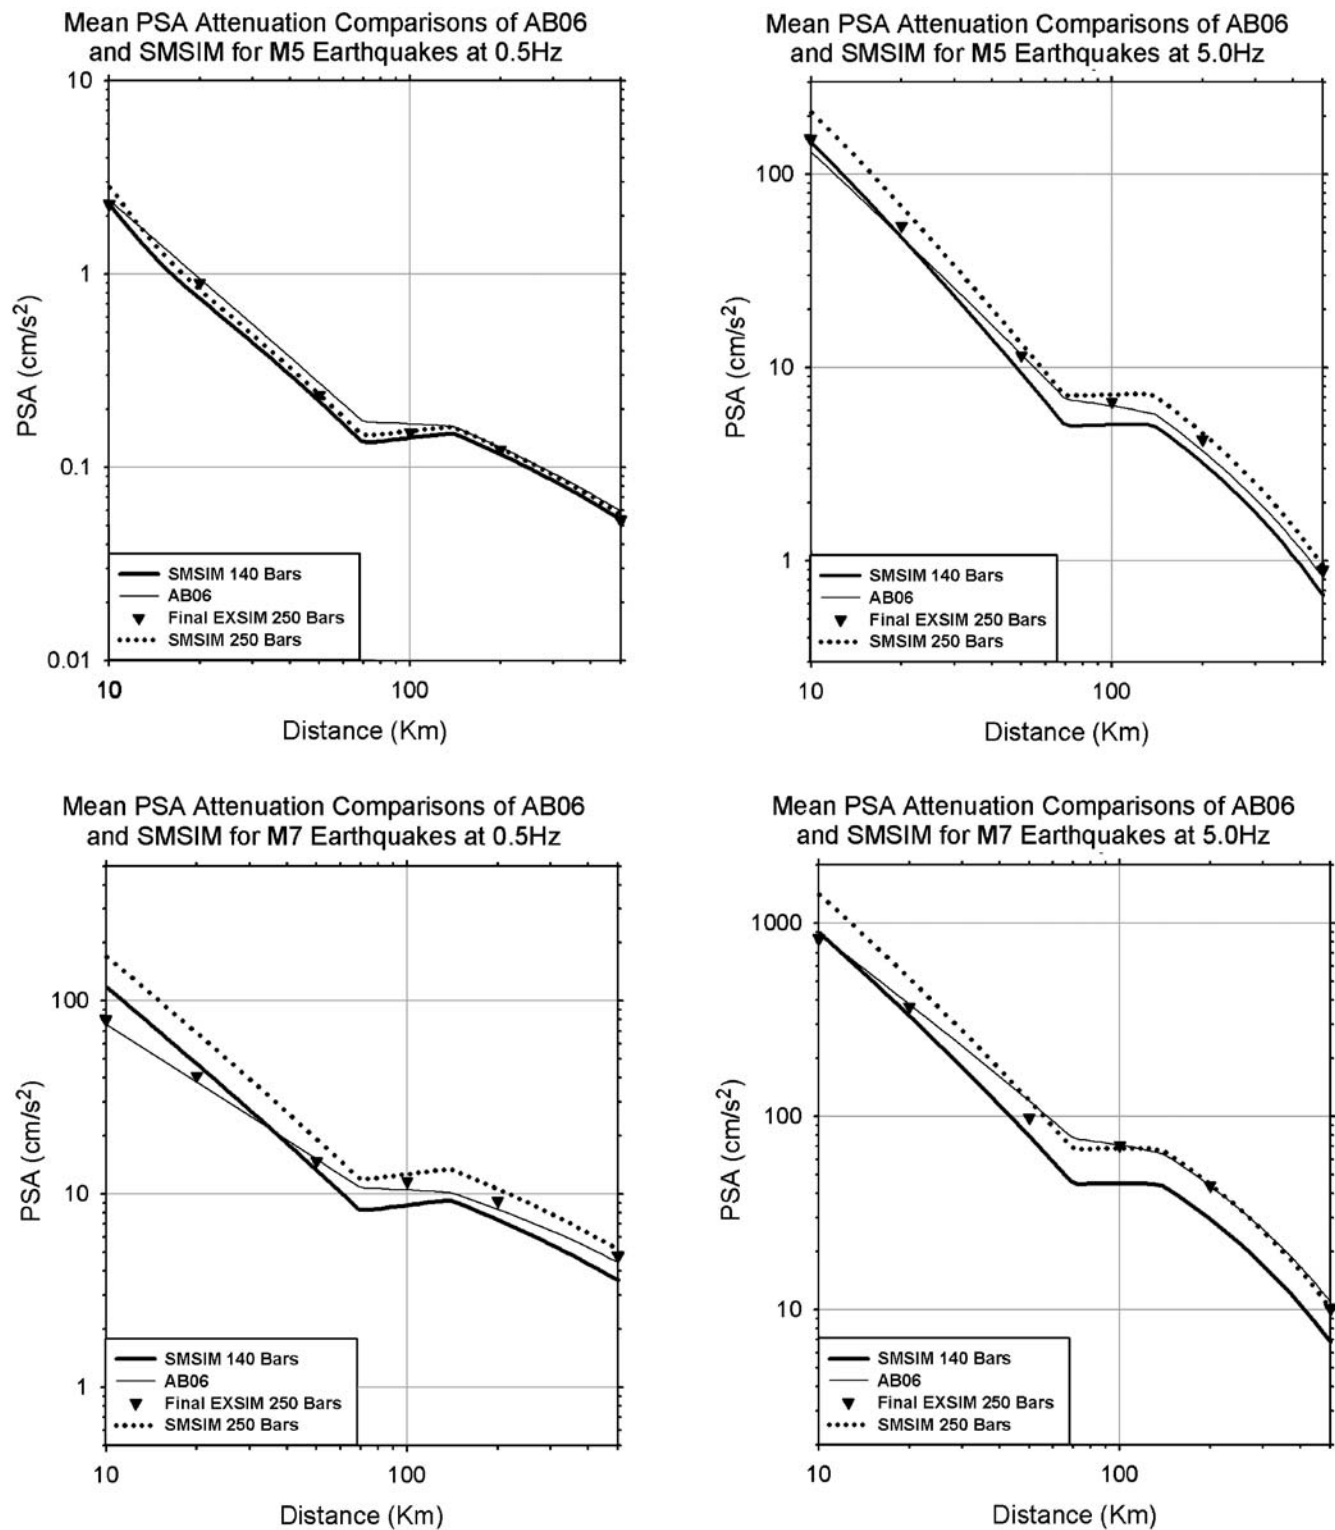 Mean PSA Attenuation Comparisons of AB06
and SMSIM for M5 Earthquakes at 0.5Hz
10
1
0.1
0.01
PSA (cm/s²)
SMSIM 140 Bars
AB06
Final EXSIM 250 Bars
SMSIM 250 Bars
10
100
Distance (Km)
Mean PSA Attenuation Comparisons of AB06
and SMSIM for M5 Earthquakes at 5.0Hz
100
10
1
PSA (cm/s²)
SMSIM 140 Bars
AB06
Final EXSIM 250 Bars
SMSIM 250 Bars
10
100
Distance (Km)
Mean PSA Attenuation Comparisons of AB06
and SMSIM for M7 Earthquakes at 0.5Hz
100
10
1
PSA (cm/s²)
SMSIM 140 Bars
AB06
Final EXSIM 250 Bars
SMSIM 250 Bars
10
100
Distance (Km)
Mean PSA Attenuation Comparisons of AB06
and SMSIM for M7 Earthquakes at 5.0Hz
1000
100
10
PSA (cm/s²)
SMSIM 140 Bars
AB06
Final EXSIM 250 Bars
SMSIM 250 Bars
10
100
Distance (Km)